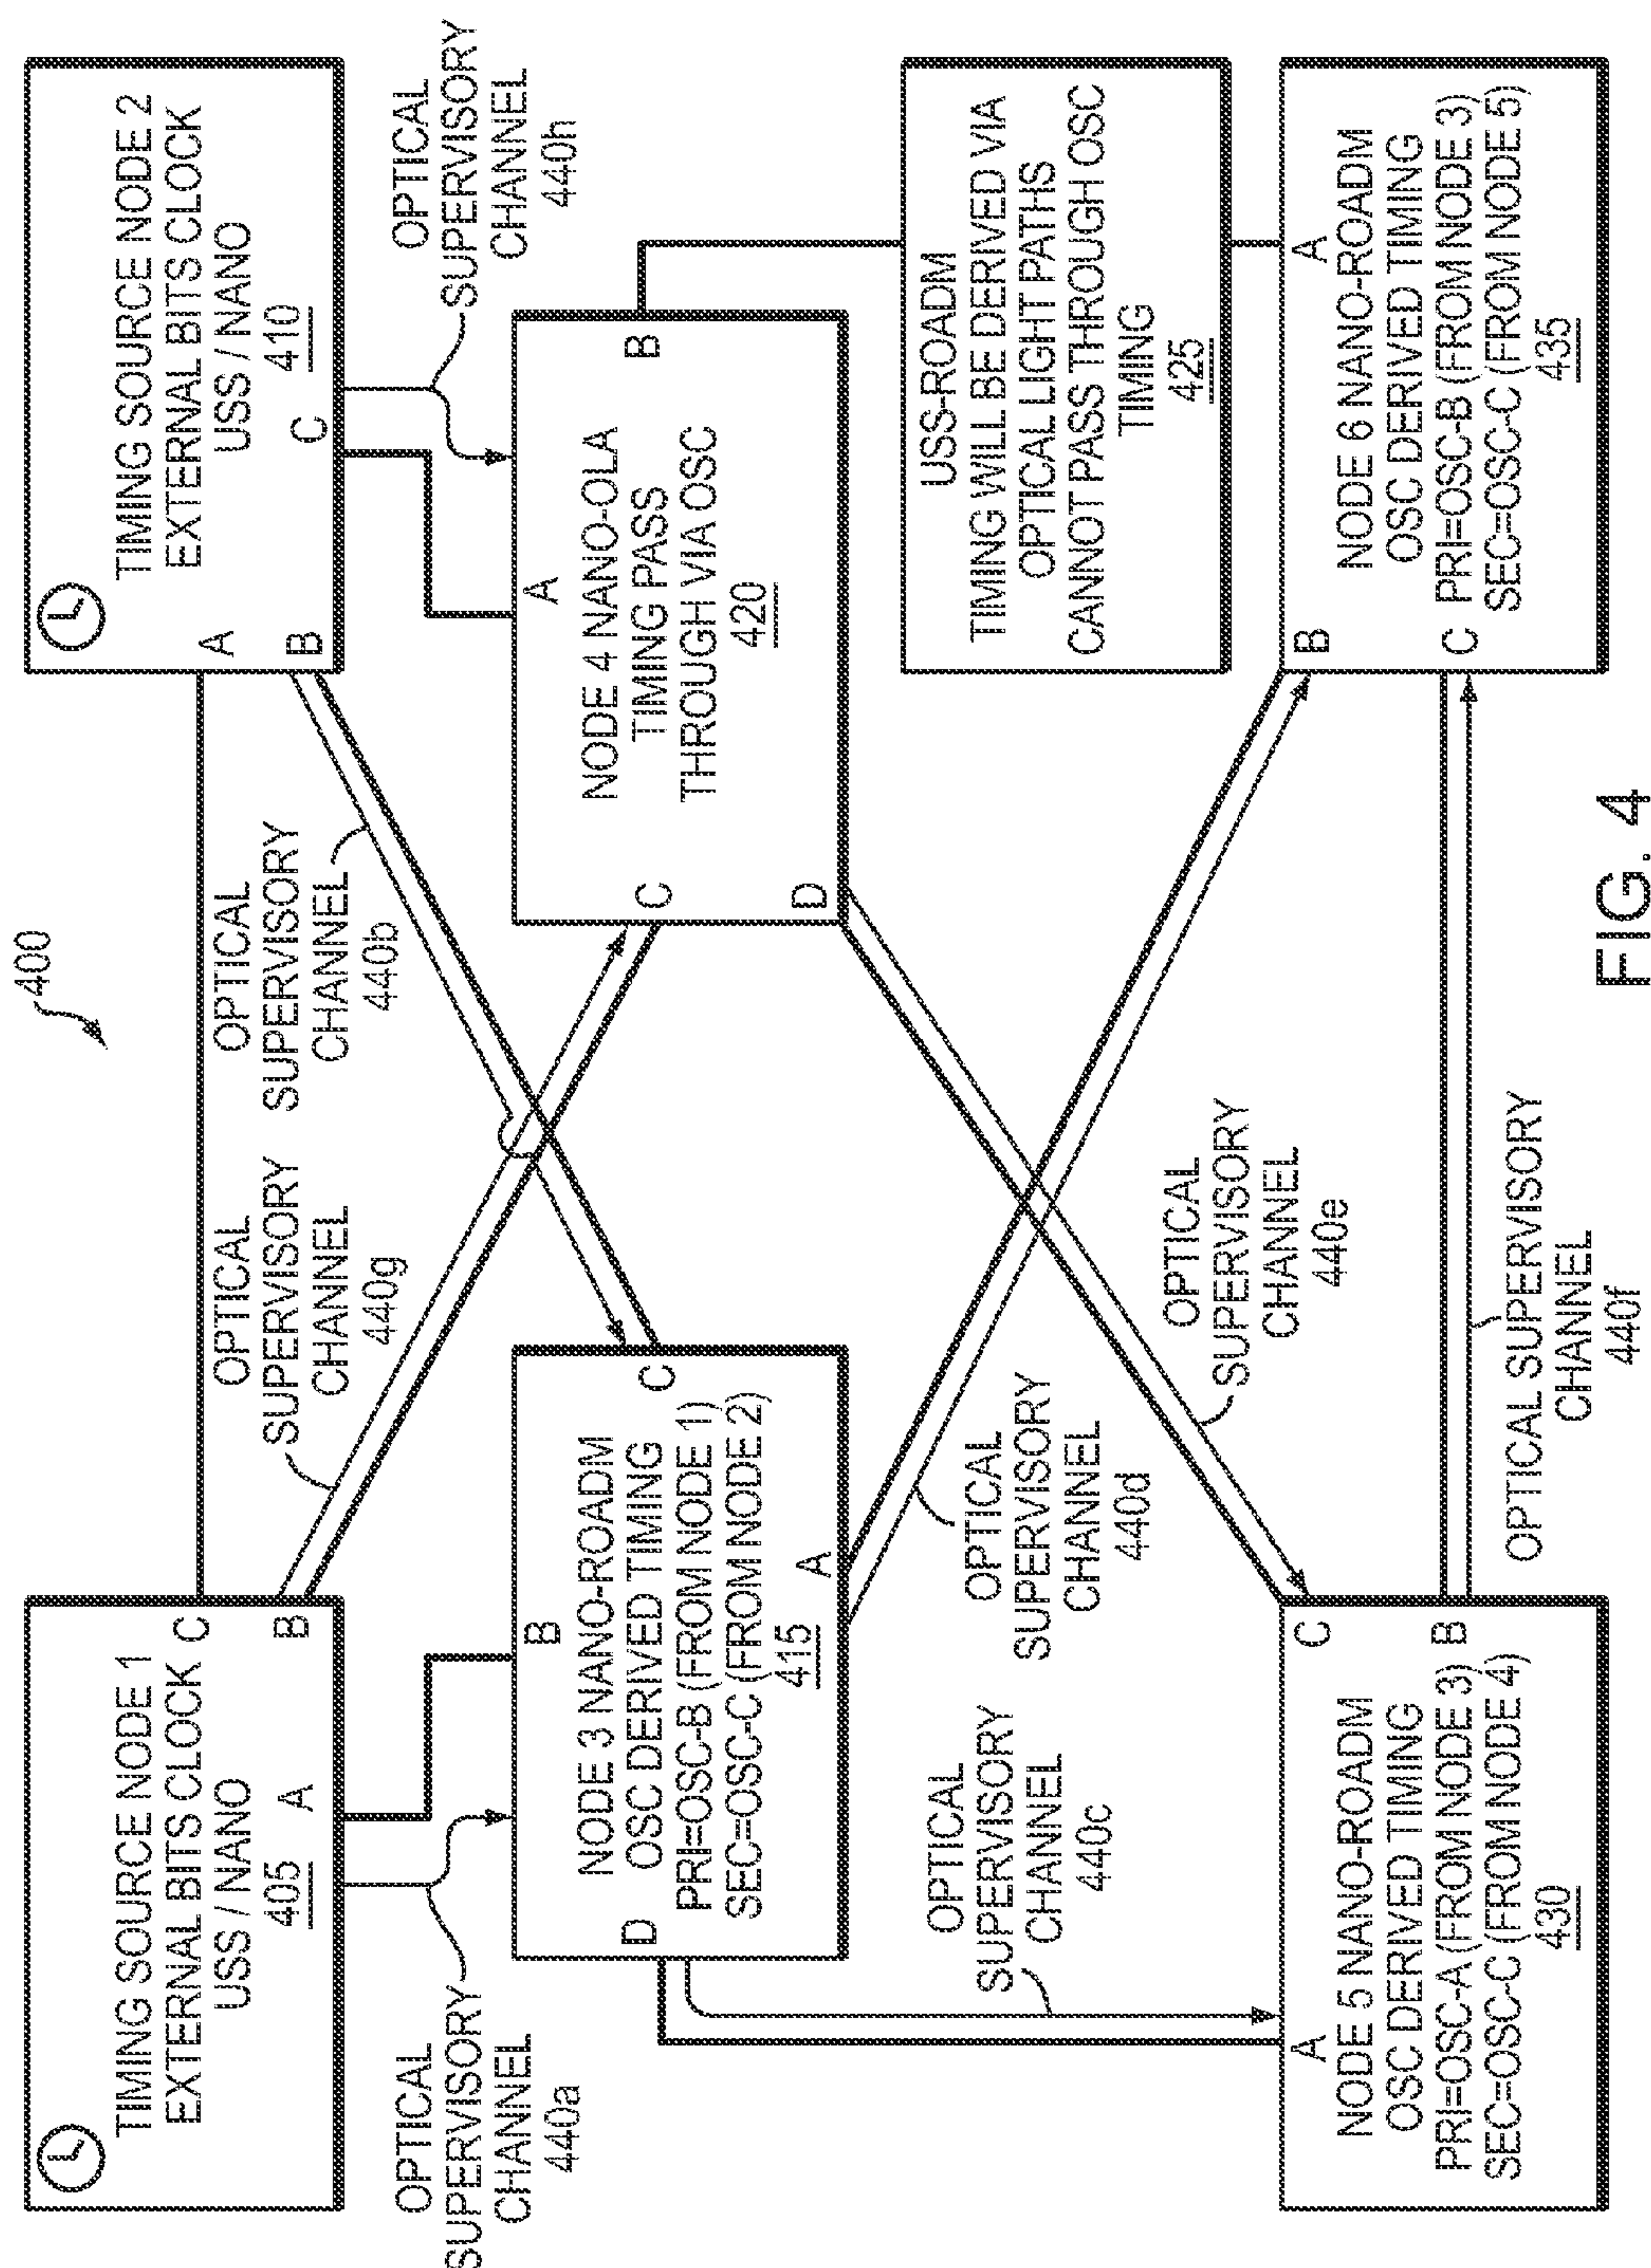 400
TIMING SOURCE NODE 1
EXTERNAL BITS CLOCK
USS / NANO
405
A
B
C
TIMING SOURCE NODE 2
EXTERNAL BITS CLOCK
USS / NANO
410
A
B
C
OPTICAL
SUPERVISORY
CHANNEL
440a
OPTICAL
SUPERVISORY
CHANNEL
440g
OPTICAL
SUPERVISORY
CHANNEL
440b
OPTICAL
SUPERVISORY
CHANNEL
440h
B
D
C
NODE 3 NANO-ROADM
OSC DERIVED TIMING
PRI=OSC-B (FROM NODE 1)
SEC=OSC-C (FROM NODE 2)
415
A
A
C
B
NODE 4 NANO-OLA
TIMING PASS
THROUGH VIA OSC
420
D
OPTICAL
SUPERVISORY
CHANNEL
440c
OPTICAL
SUPERVISORY
CHANNEL
440d
OPTICAL
SUPERVISORY
CHANNEL
440e
USS-ROADM
TIMING WILL BE DERIVED VIA
OPTICAL LIGHT PATHS
CANNOT PASS THROUGH OSC
TIMING
425
A
C
NODE 5 NANO-ROADM
OSC DERIVED TIMING
B
PRI=OSC-A (FROM NODE 3)
SEC=OSC-C (FROM NODE 4)
430
OPTICAL SUPERVISORY
CHANNEL
440f
B
A
NODE 6 NANO-ROADM
OSC DERIVED TIMING
C
PRI=OSC-B (FROM NODE 3)
SEC=OSC-C (FROM NODE 5)
435
FIG. 4